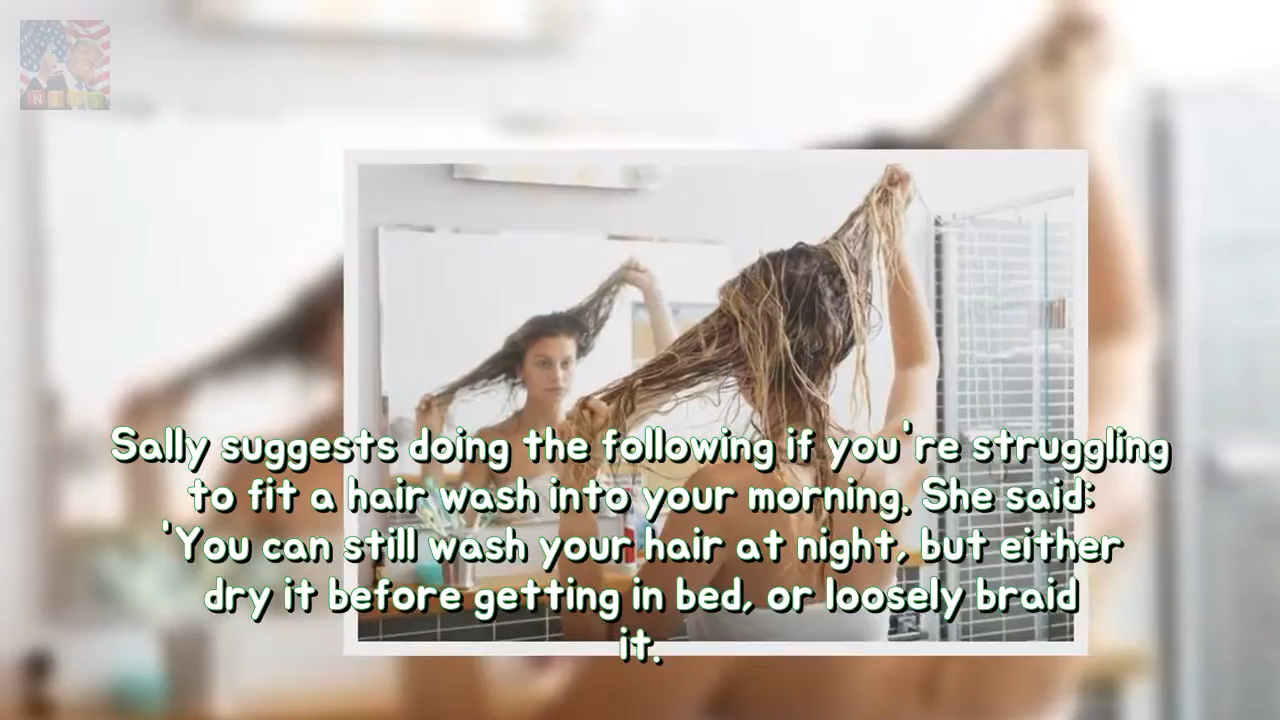 Sally suggests doing the following if you're struggling
to fit a hair wash into your morning. She said:
'You can still wash your hair at night, but either
dry it before getting in bed, or loosely braid
it.